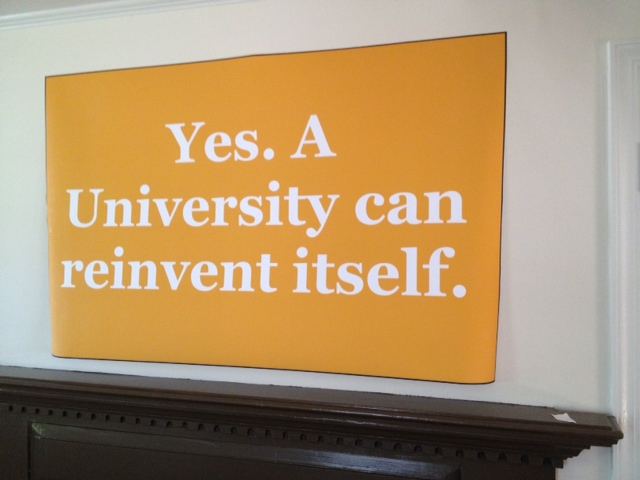 Yes. A
University can
reinvent itself.